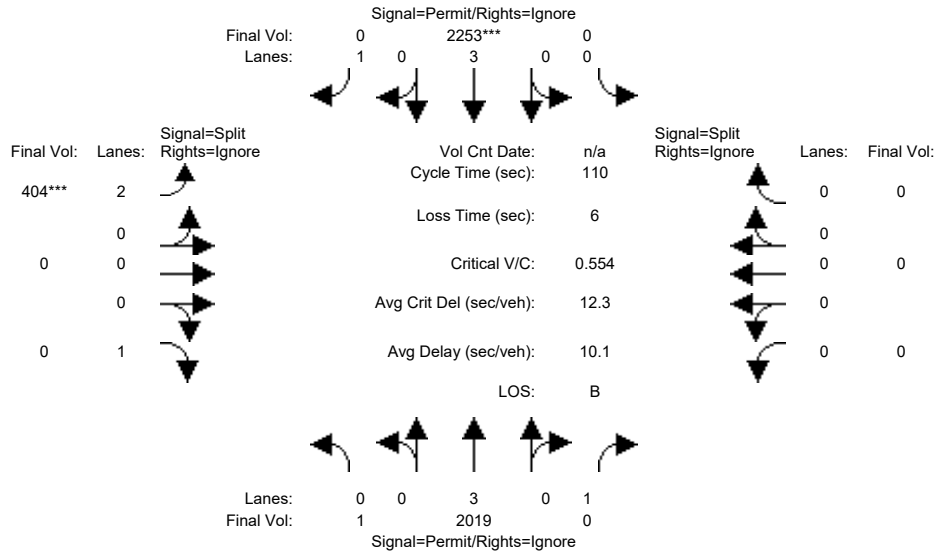 Signal=Permit/Rights=Ignore
Final Vol: 0 2253*** 0
Lanes: 1 0 3 0 0
Signal=Split Signal=Split
Final Vol: Lanes: Rights=Ignore Vol Cnt Date: n/a Rights=Ignore Lanes: Final Vol:
Cycle Time (sec): 110
404*** 2 0 0
Loss Time (sec): 6
0 0
0 0 Critical V/C: 0.554 0 0
0 Avg Crit Del (sec/veh): 12.3 0
0 1 Avg Delay (sec/veh): 10.1 0 0
LOS: B
Lanes: 0 0 3 0 1
Final Vol: 1 2019 0
Signal=Permit/Rights=Ignore